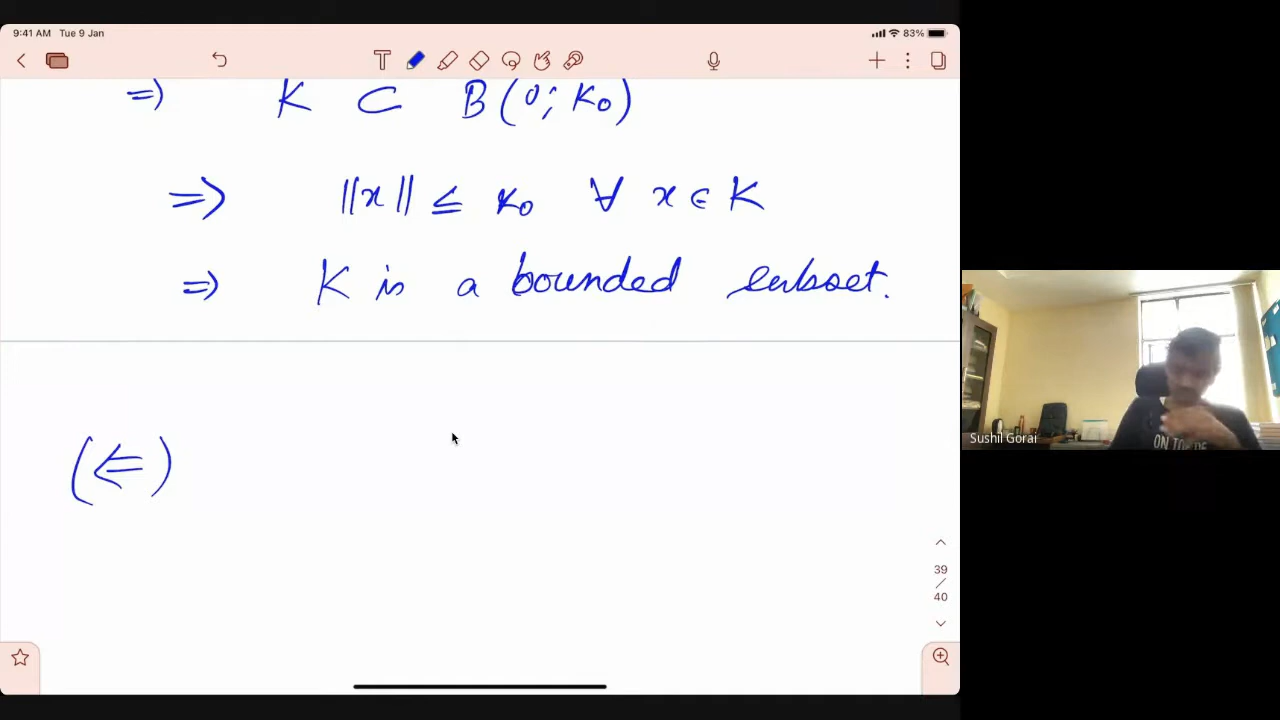 9:41 AM Tue 9 Jan
83%
=> K ⊂ B(0; k₀)
=> ||x|| ≤ k₀ ∀ x ∈ K
=> K is a bounded subset.
(⇐)
39
/
40
Sushil Gorai